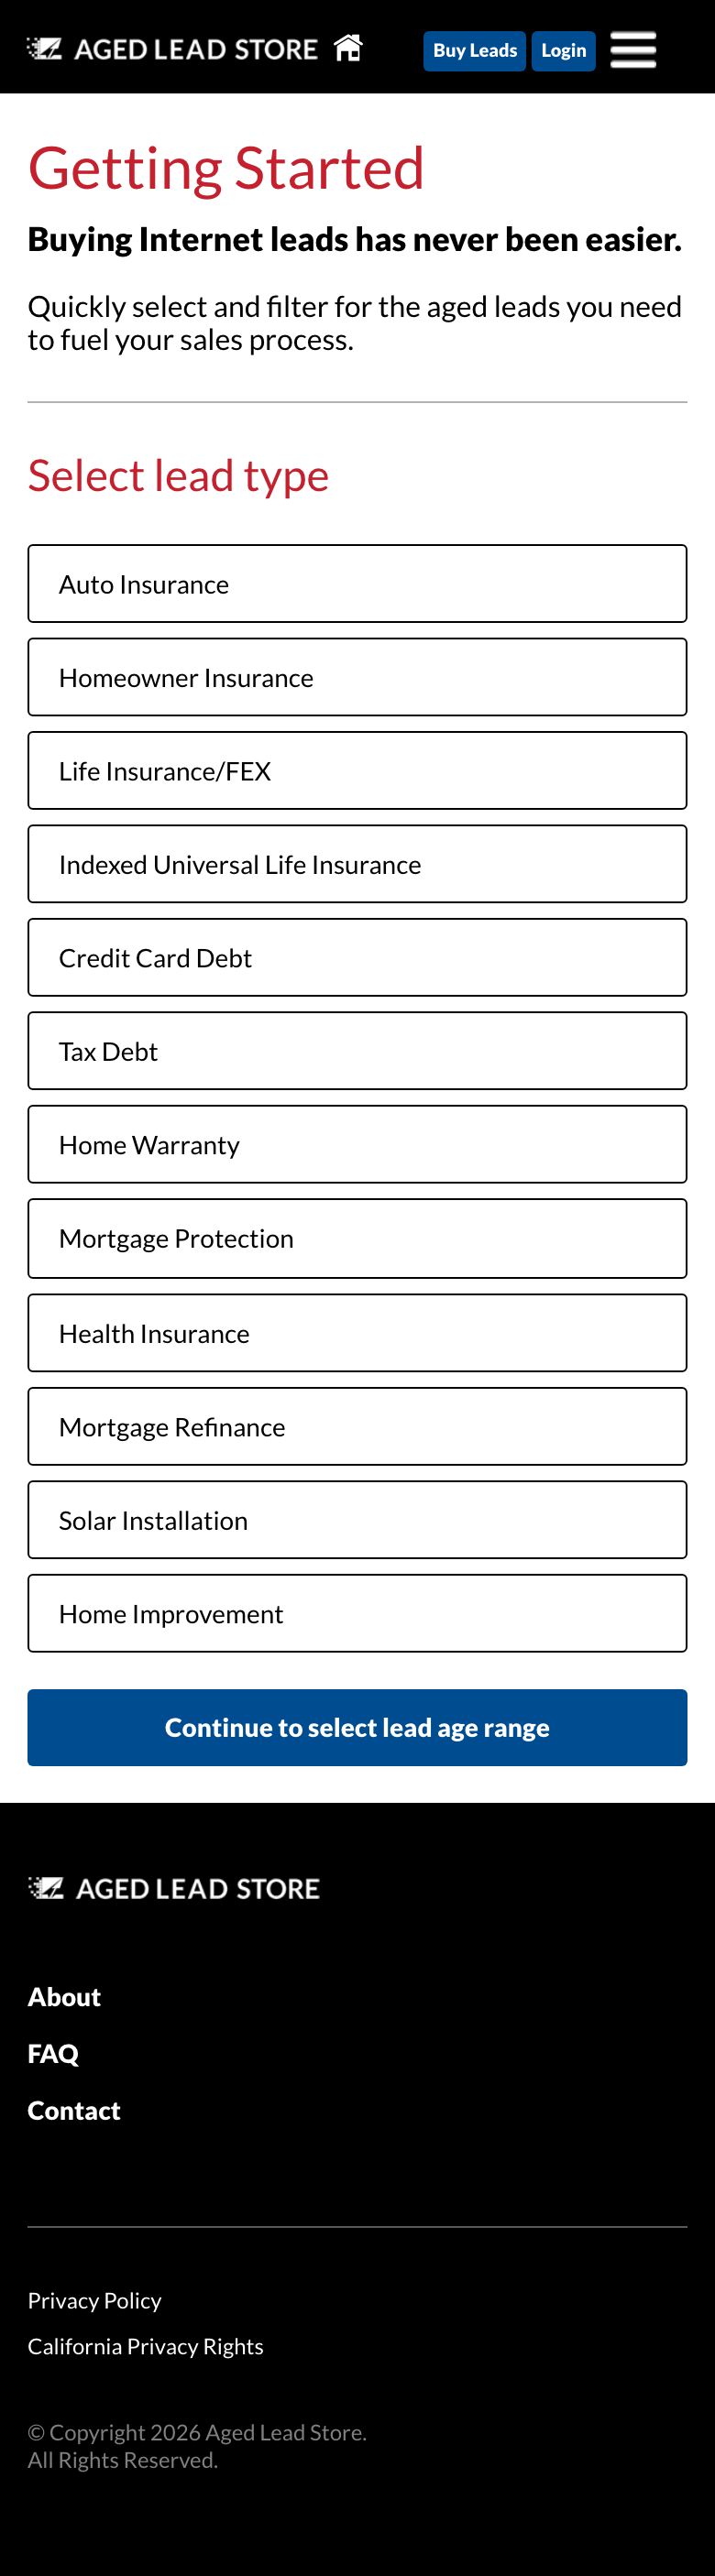 AGED LEAD STORE
Buy Leads
Login
Getting Started
Buying Internet leads has never been easier.
Quickly select and filter for the aged leads you need
to fuel your sales process.
Select lead type
Auto Insurance
Homeowner Insurance
Life Insurance/FEX
Indexed Universal Life Insurance
Credit Card Debt
Tax Debt
Home Warranty
Mortgage Protection
Health Insurance
Mortgage Refinance
Solar Installation
Home Improvement
Continue to select lead age range
AGED LEAD STORE
About
FAQ
Contact
Privacy Policy
California Privacy Rights
© Copyright 2026 Aged Lead Store.
All Rights Reserved.